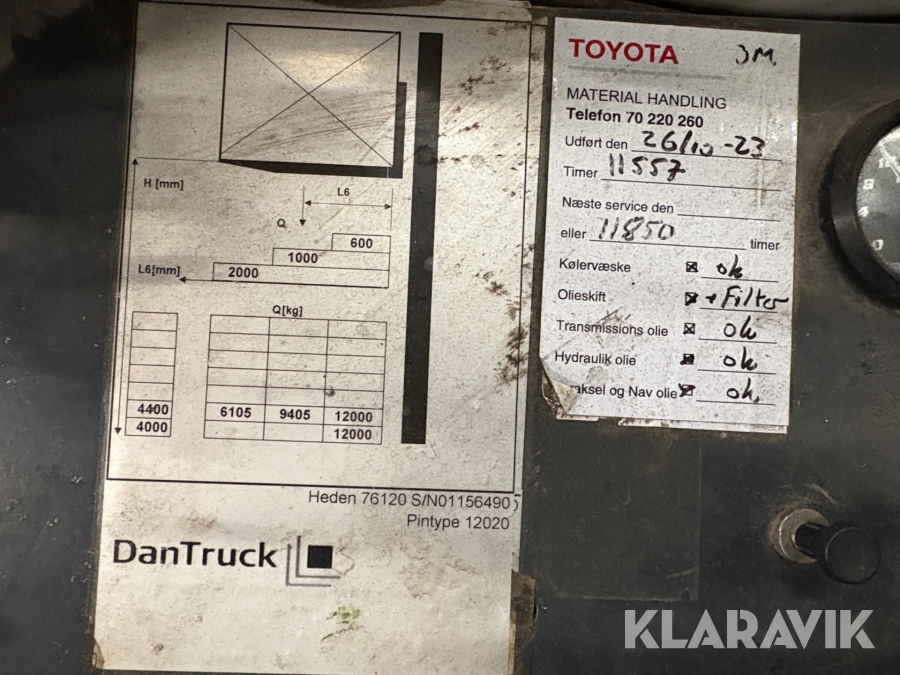 H [mm]
L6
Q
600
1000
L6[mm] 2000
Q[kg]
4400 6105 9405 12000
4000 12000
Heden 76120 S/N01156490
Pintype 12020
DanTruck
TOYOTA JM
MATERIAL HANDLING
Telefon 70 220 260
Udført den 26/10-23
Timer 11557
Næste service den
eller 11850 timer
Kølervæske ok
Olieskift + Filter
Transmissions olie ok
Hydraulik olie ok
aksel og Nav olie ok
KLARAVIK